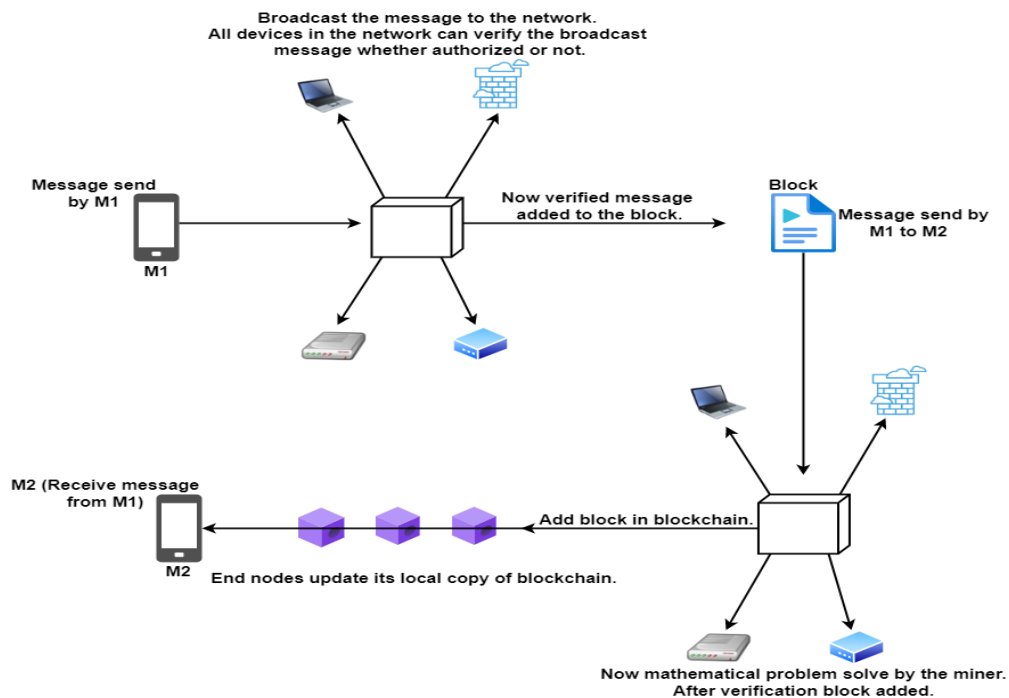 Broadcast the message to the network.
All devices in the network can verify the broadcast
message whether authorized or not.
Message send
by M1
M1
Now verified message
added to the block.
Block
Message send by
M1 to M2
M2 (Receive message
from M1)
M2
Add block in blockchain.
End nodes update its local copy of blockchain.
Now mathematical problem solve by the miner.
After verification block added.